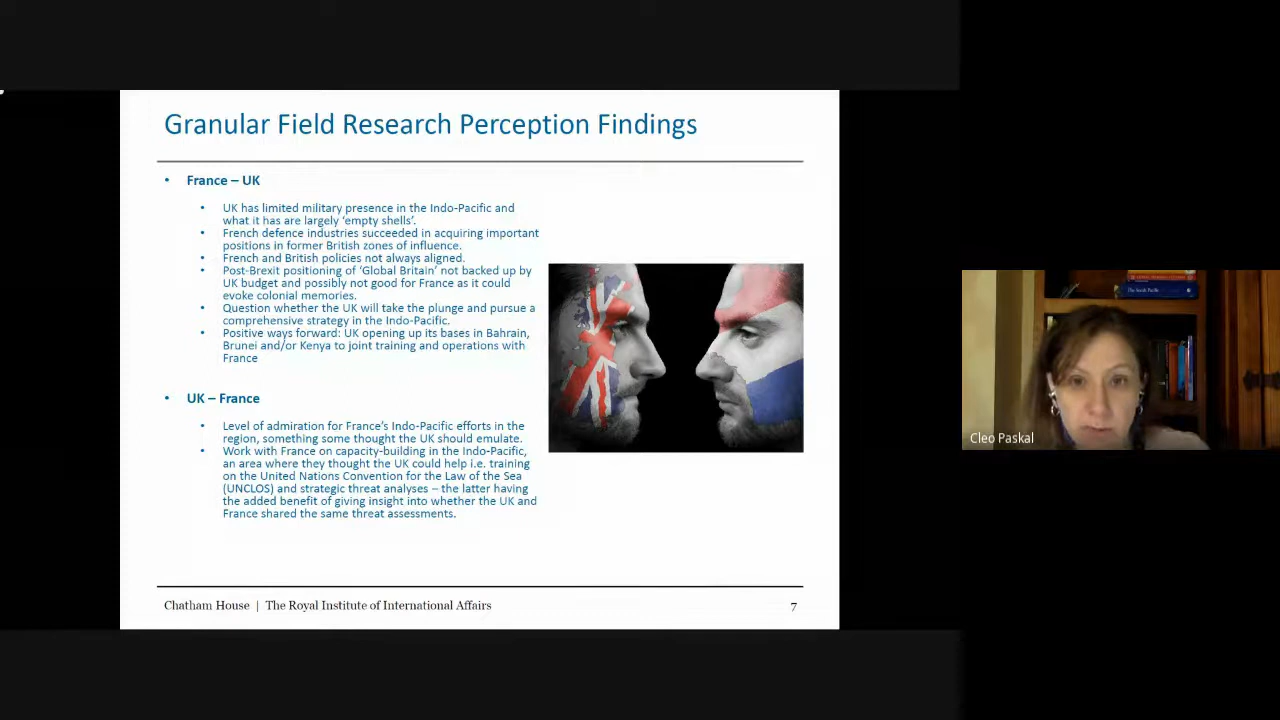 Granular Field Research Perception Findings
• France – UK
• UK has limited military presence in the Indo-Pacific and
what it has are largely ‘empty shells’.
• French defence industries succeeded in acquiring important
positions in former British zones of influence.
• French and British policies not always aligned.
• Post-Brexit positioning of ‘Global Britain’ not backed up by
UK budget and possibly not good for France as it could
evoke colonial memories.
• Question whether the UK will take the plunge and pursue a
comprehensive strategy in the Indo-Pacific.
• Positive ways forward: UK opening up its bases in Bahrain,
Brunei and/or Kenya to joint training and operations with
France
• UK – France
• Level of admiration for France’s Indo-Pacific efforts in the
region, something some thought the UK should emulate.
• Work with France on capacity-building in the Indo-Pacific,
an area where they thought the UK could help i.e. training
on the United Nations Convention for the Law of the Sea
(UNCLOS) and strategic threat analyses – the latter having
the added benefit of giving insight into whether the UK and
France shared the same threat assessments.
Chatham House | The Royal Institute of International Affairs
7
Cleo Paskal